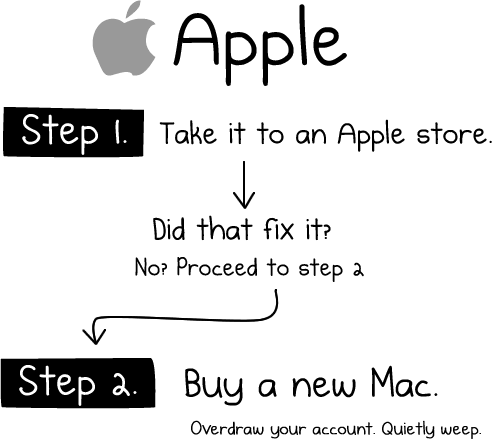 Apple
Step 1. Take it to an Apple store.
Did that fix it?
No? Proceed to step 2
Step 2. Buy a new Mac.
Overdraw your account. Quietly weep.